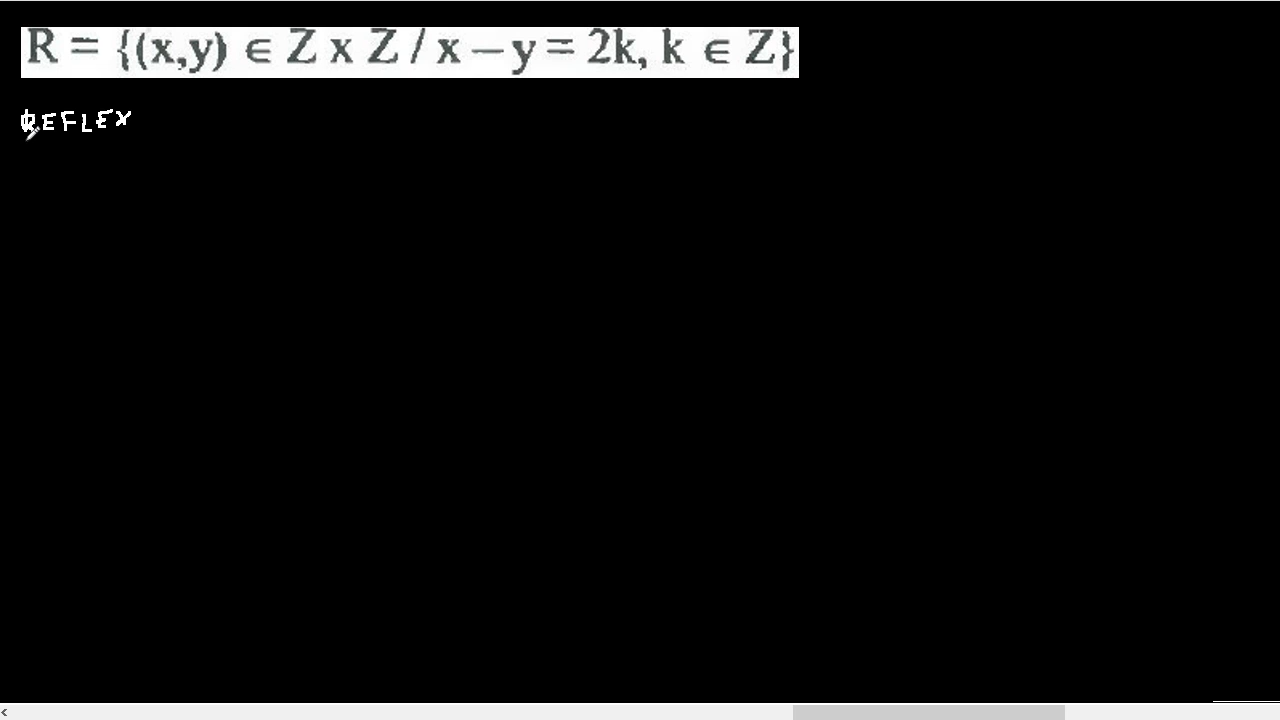 R = {(x,y) ∈ Z x Z / x – y = 2k, k ∈ Z}
REFLEX